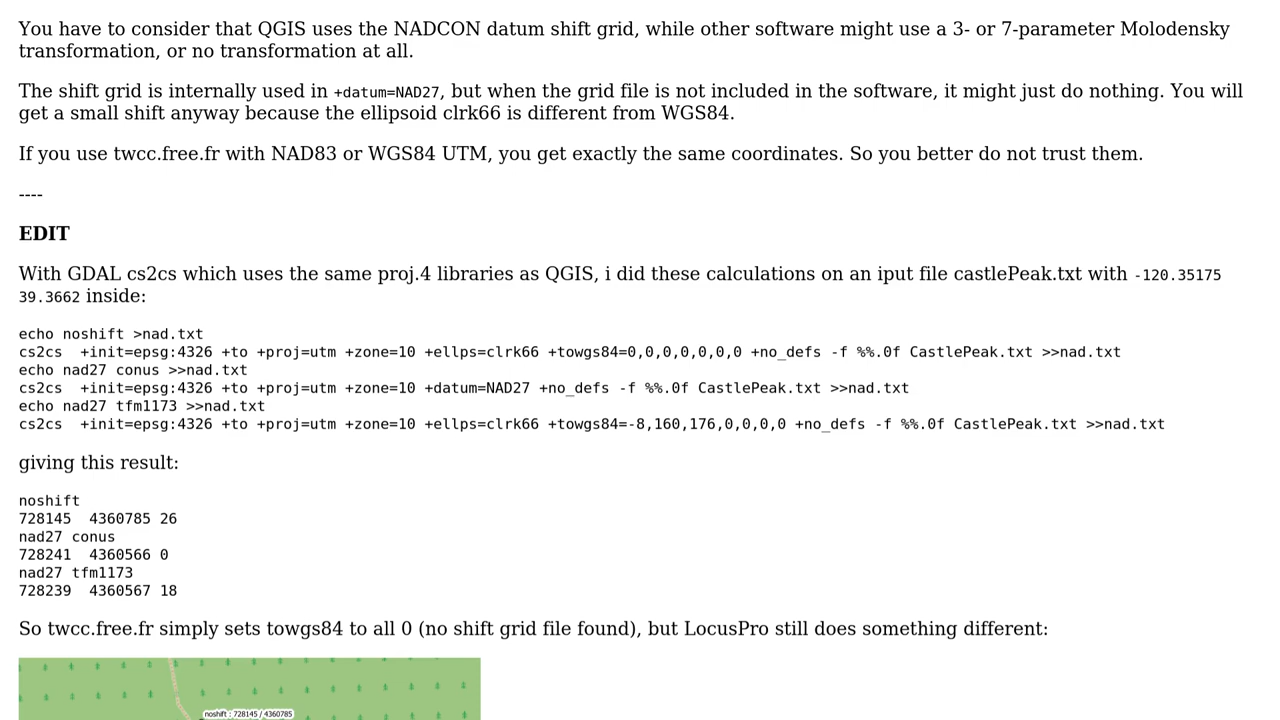 You have to consider that QGIS uses the NADCON datum shift grid, while other software might use a 3- or 7-parameter Molodensky
transformation, or no transformation at all.
The shift grid is internally used in +datum=NAD27, but when the grid file is not included in the software, it might just do nothing. You will
get a small shift anyway because the ellipsoid clrk66 is different from WGS84.
If you use twcc.free.fr with NAD83 or WGS84 UTM, you get exactly the same coordinates. So you better do not trust them.
----
EDIT
With GDAL cs2cs which uses the same proj.4 libraries as QGIS, i did these calculations on an iput file castlePeak.txt with -120.35175
39.3662 inside:
echo noshift >nad.txt
cs2cs  +init=epsg:4326 +to +proj=utm +zone=10 +ellps=clrk66 +towgs84=0,0,0,0,0,0,0 +no_defs -f %%.0f CastlePeak.txt >>nad.txt
echo nad27 conus >>nad.txt
cs2cs  +init=epsg:4326 +to +proj=utm +zone=10 +datum=NAD27 +no_defs -f %%.0f CastlePeak.txt >>nad.txt
echo nad27 tfm1173 >>nad.txt
cs2cs  +init=epsg:4326 +to +proj=utm +zone=10 +ellps=clrk66 +towgs84=-8,160,176,0,0,0,0 +no_defs -f %%.0f CastlePeak.txt >>nad.txt
giving this result:
noshift
728145  4360785 26
nad27 conus
728241  4360566 0
nad27 tfm1173
728239  4360567 18
So twcc.free.fr simply sets towgs84 to all 0 (no shift grid file found), but LocusPro still does something different:
noshift : 728145 / 4360785